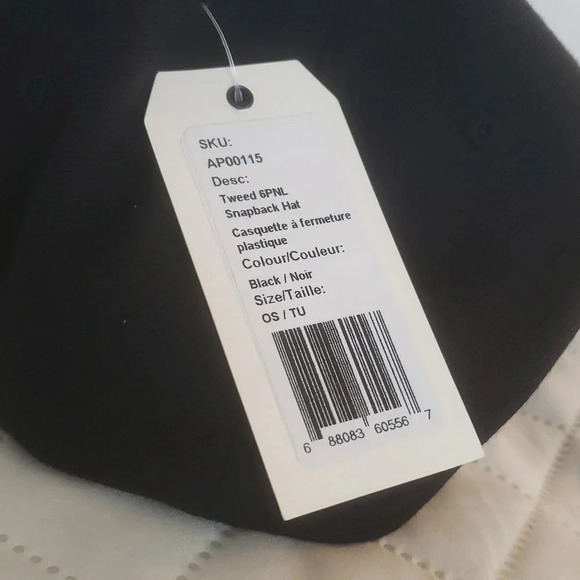 SKU:
AP00115
Desc:
Tweed 6PNL
Snapback Hat
Casquette à fermeture
plastique
Colour/Couleur:
Black / Noir
Size/Taille:
OS / TU
6 88083 60556 7